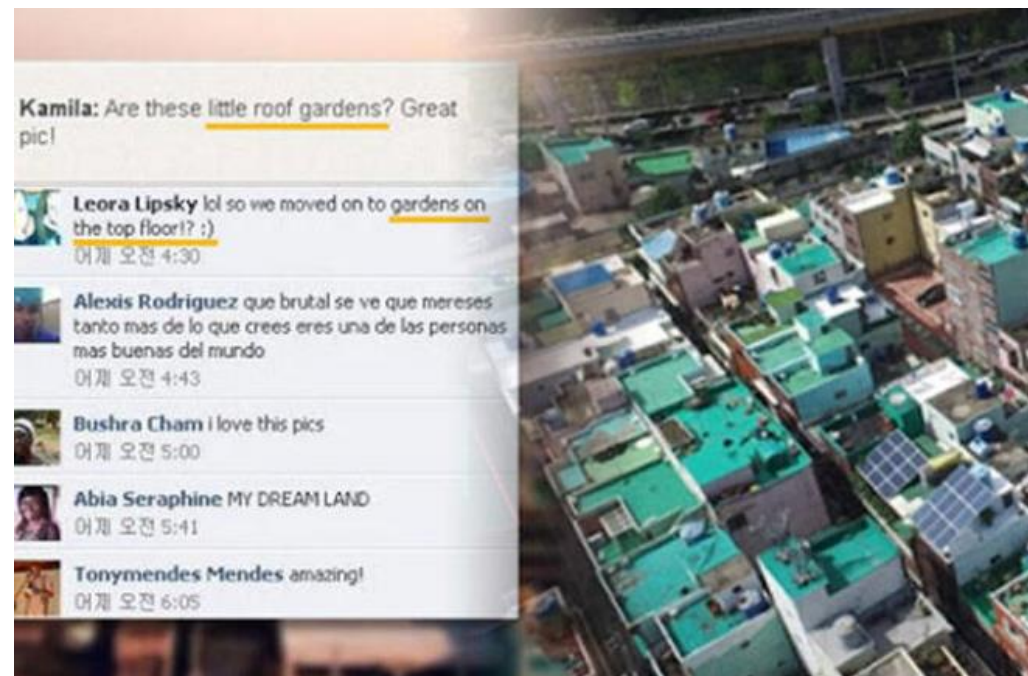 Kamila: Are these little roof gardens? Great
pic!
Leora Lipsky lol so we moved on to gardens on
the top floor!? :)
어제 오전 4:30
Alexis Rodriguez que brutal se ve que mereses
tanto mas de lo que crees eres una de las personas
mas buenas del mundo
어제 오전 4:43
Bushra Cham i love this pics
어제 오전 5:00
Abia Seraphine MY DREAM LAND
어제 오전 5:41
Tonymendes Mendes amazing!
어제 오전 6:05